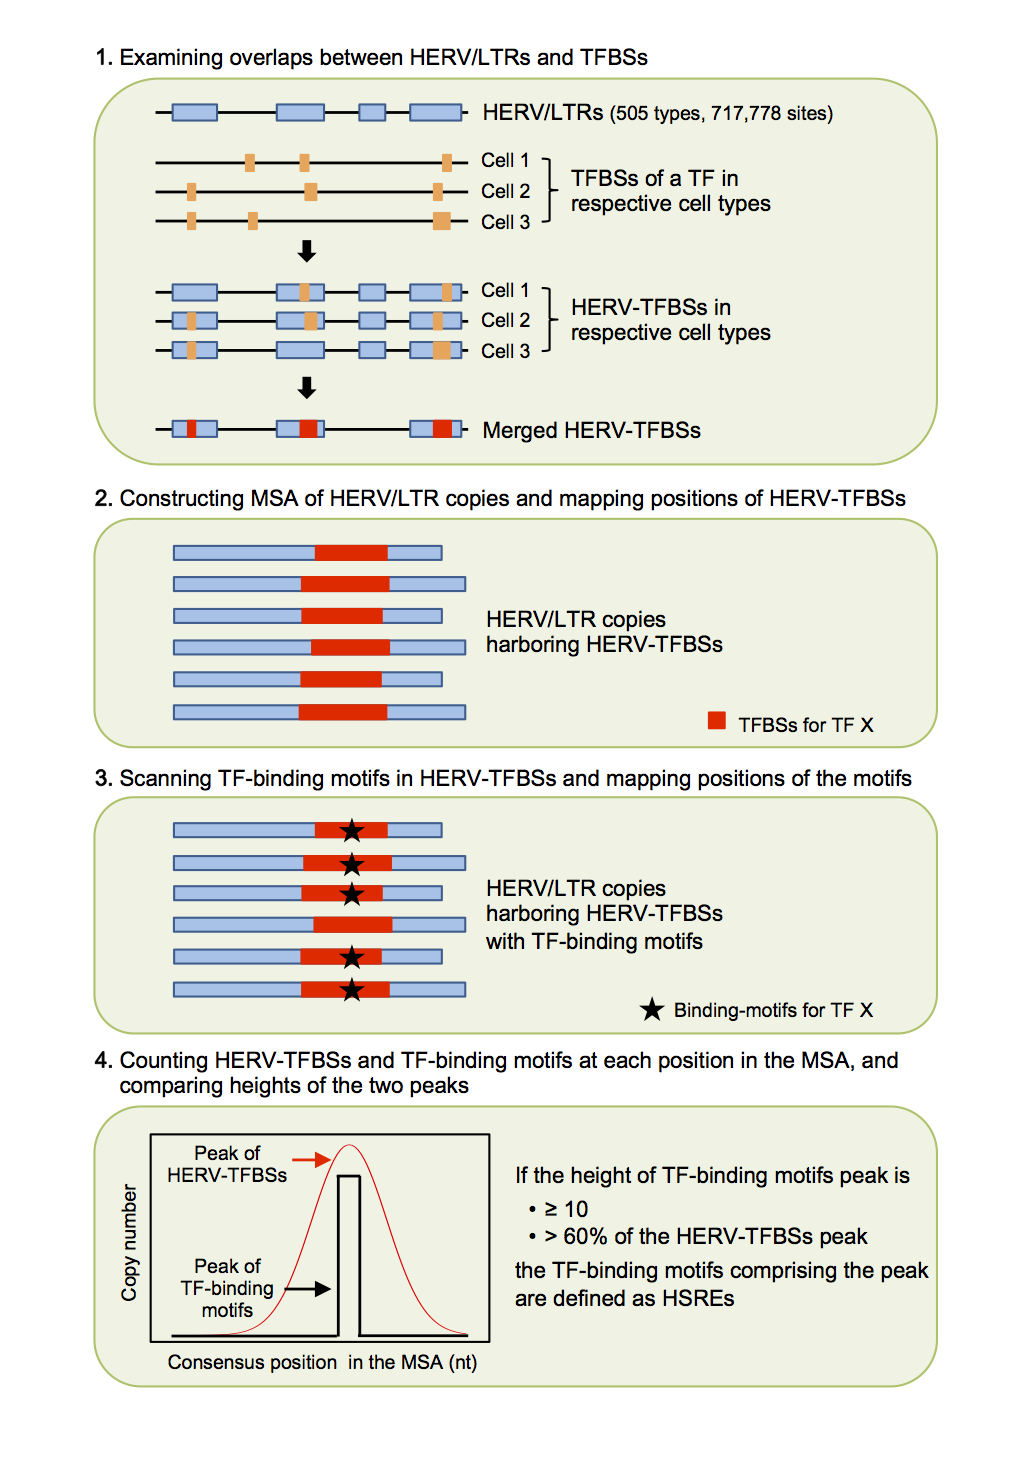 1. Examining overlaps between HERV/LTRs and TFBSs
HERV/LTRs (505 types, 717,778 sites)
Cell 1
Cell 2
Cell 3
TFBSs of a TF in
respective cell types
Cell 1
Cell 2
Cell 3
HERV-TFBSs in
respective cell types
Merged HERV-TFBSs
2. Constructing MSA of HERV/LTR copies and mapping positions of HERV-TFBSs
HERV/LTR copies
harboring HERV-TFBSs
TFBSs for TF X
3. Scanning TF-binding motifs in HERV-TFBSs and mapping positions of the motifs
HERV/LTR copies
harboring HERV-TFBSs
with TF-binding motifs
Binding-motifs for TF X
4. Counting HERV-TFBSs and TF-binding motifs at each position in the MSA, and
comparing heights of the two peaks
Copy number
Peak of
HERV-TFBSs
Peak of
TF-binding
motifs
Consensus position in the MSA (nt)
If the height of TF-binding motifs peak is
• ≥ 10
• > 60% of the HERV-TFBSs peak
the TF-binding motifs comprising the peak
are defined as HSREs